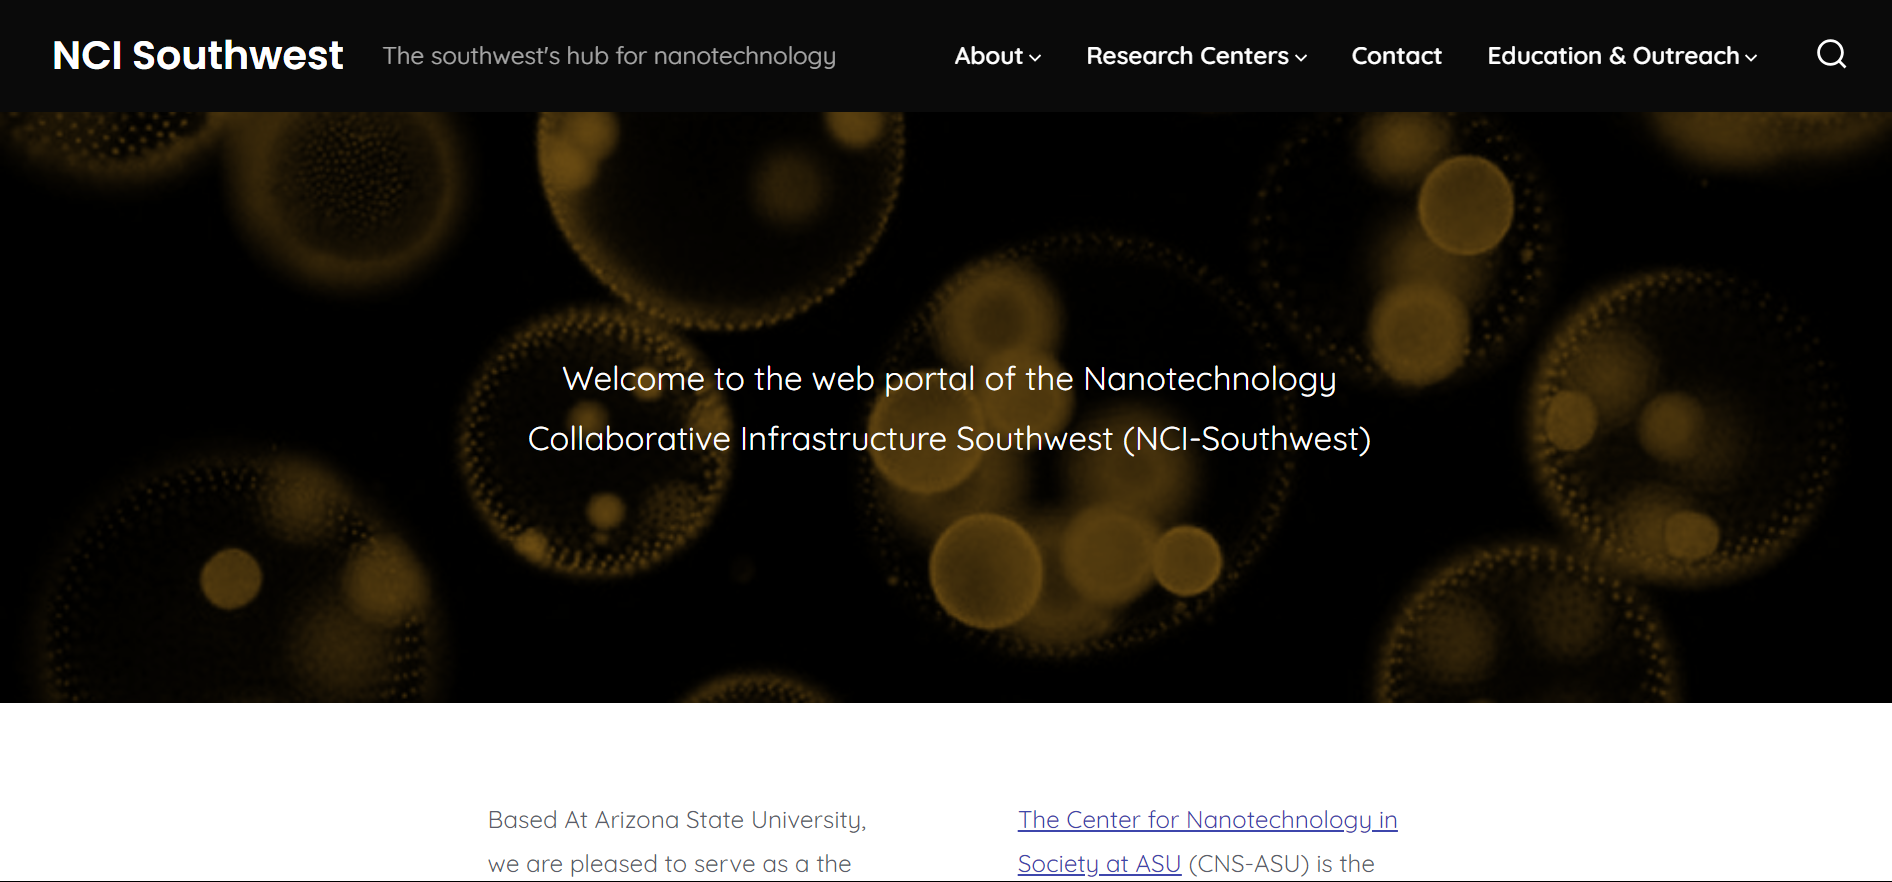 NCI Southwest
The southwest's hub for nanotechnology
About
Research Centers
Contact
Education & Outreach
Welcome to the web portal of the Nanotechnology
Collaborative Infrastructure Southwest (NCI-Southwest)
Based At Arizona State University,
we are pleased to serve as a the
The Center for Nanotechnology in
Society at ASU (CNS-ASU) is the